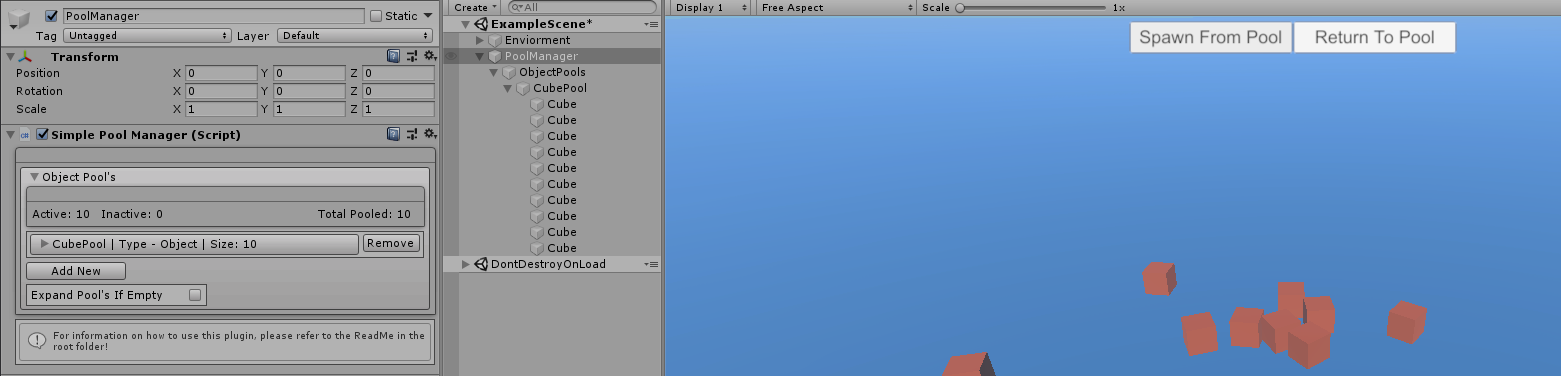 PoolManager Static
Tag Untagged Layer Default
Transform
Position X 0 Y 0 Z 0
Rotation X 0 Y 0 Z 0
Scale X 1 Y 1 Z 1
Simple Pool Manager (Script)
Object Pool's
Active: 10 Inactive: 0 Total Pooled: 10
CubePool | Type - Object | Size: 10 Remove
Add New
Expand Pool's If Empty
For information on how to use this plugin, please refer to the ReadMe in the
root folder!
Create All
ExampleScene*
Enviorment
PoolManager
ObjectPools
CubePool
Cube
Cube
Cube
Cube
Cube
Cube
Cube
Cube
Cube
Cube
DontDestroyOnLoad
Display 1 Free Aspect Scale 1x
Spawn From Pool Return To Pool